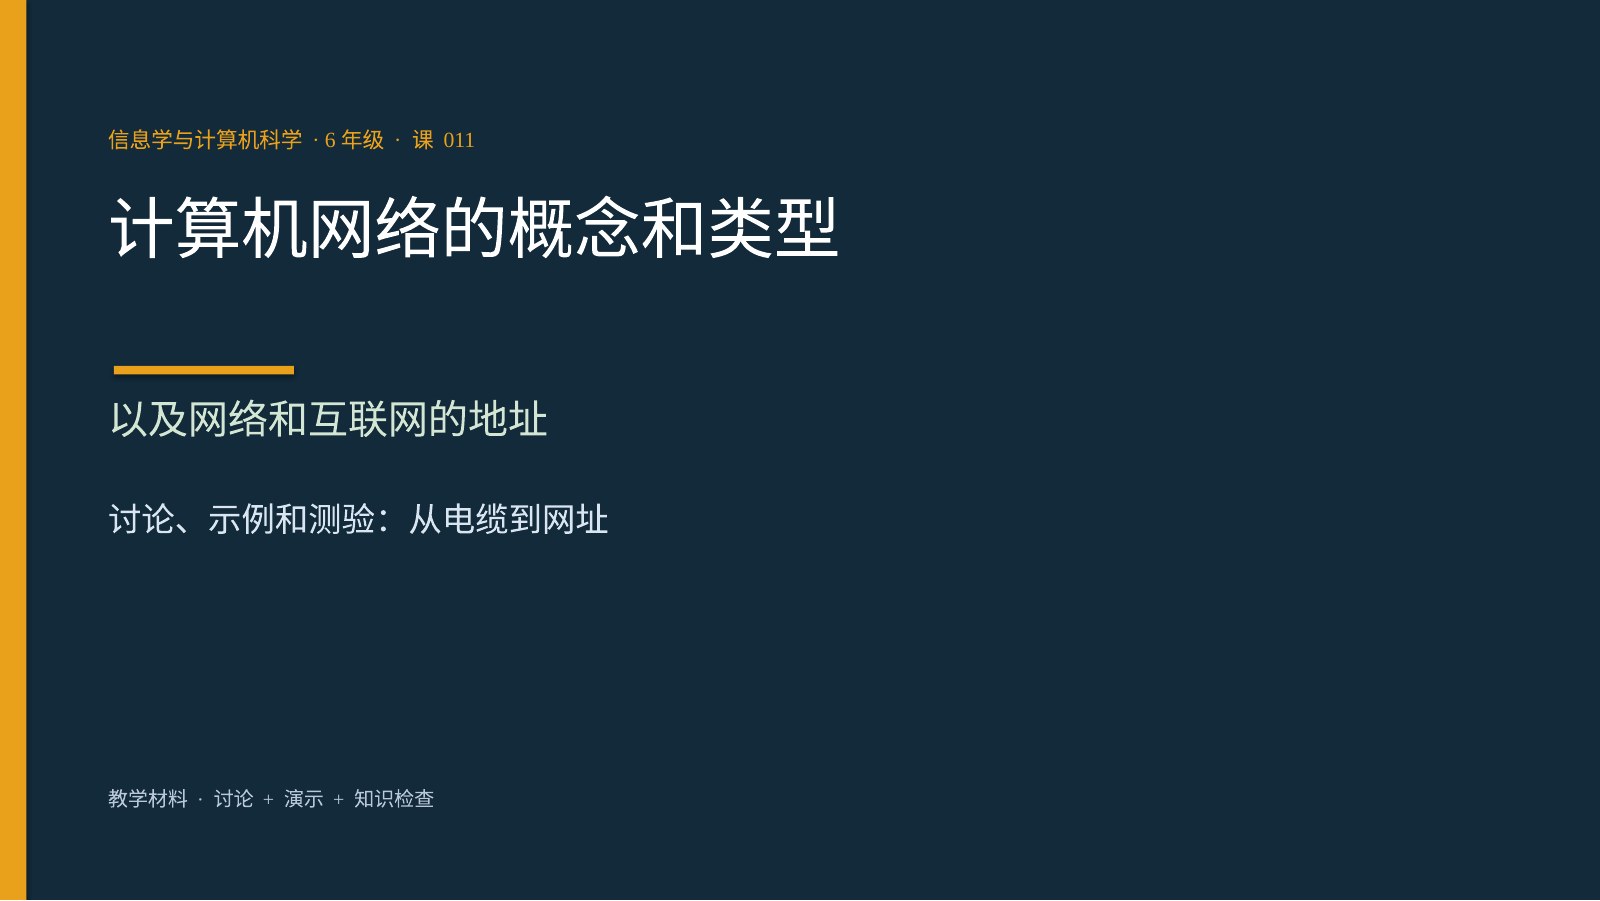 信息学与计算机科学 · 6 年级 · 课 011
计算机网络的概念和类型
以及网络和互联网的地址
讨论、示例和测验：从电缆到网址
教学材料 · 讨论 + 演示 + 知识检查